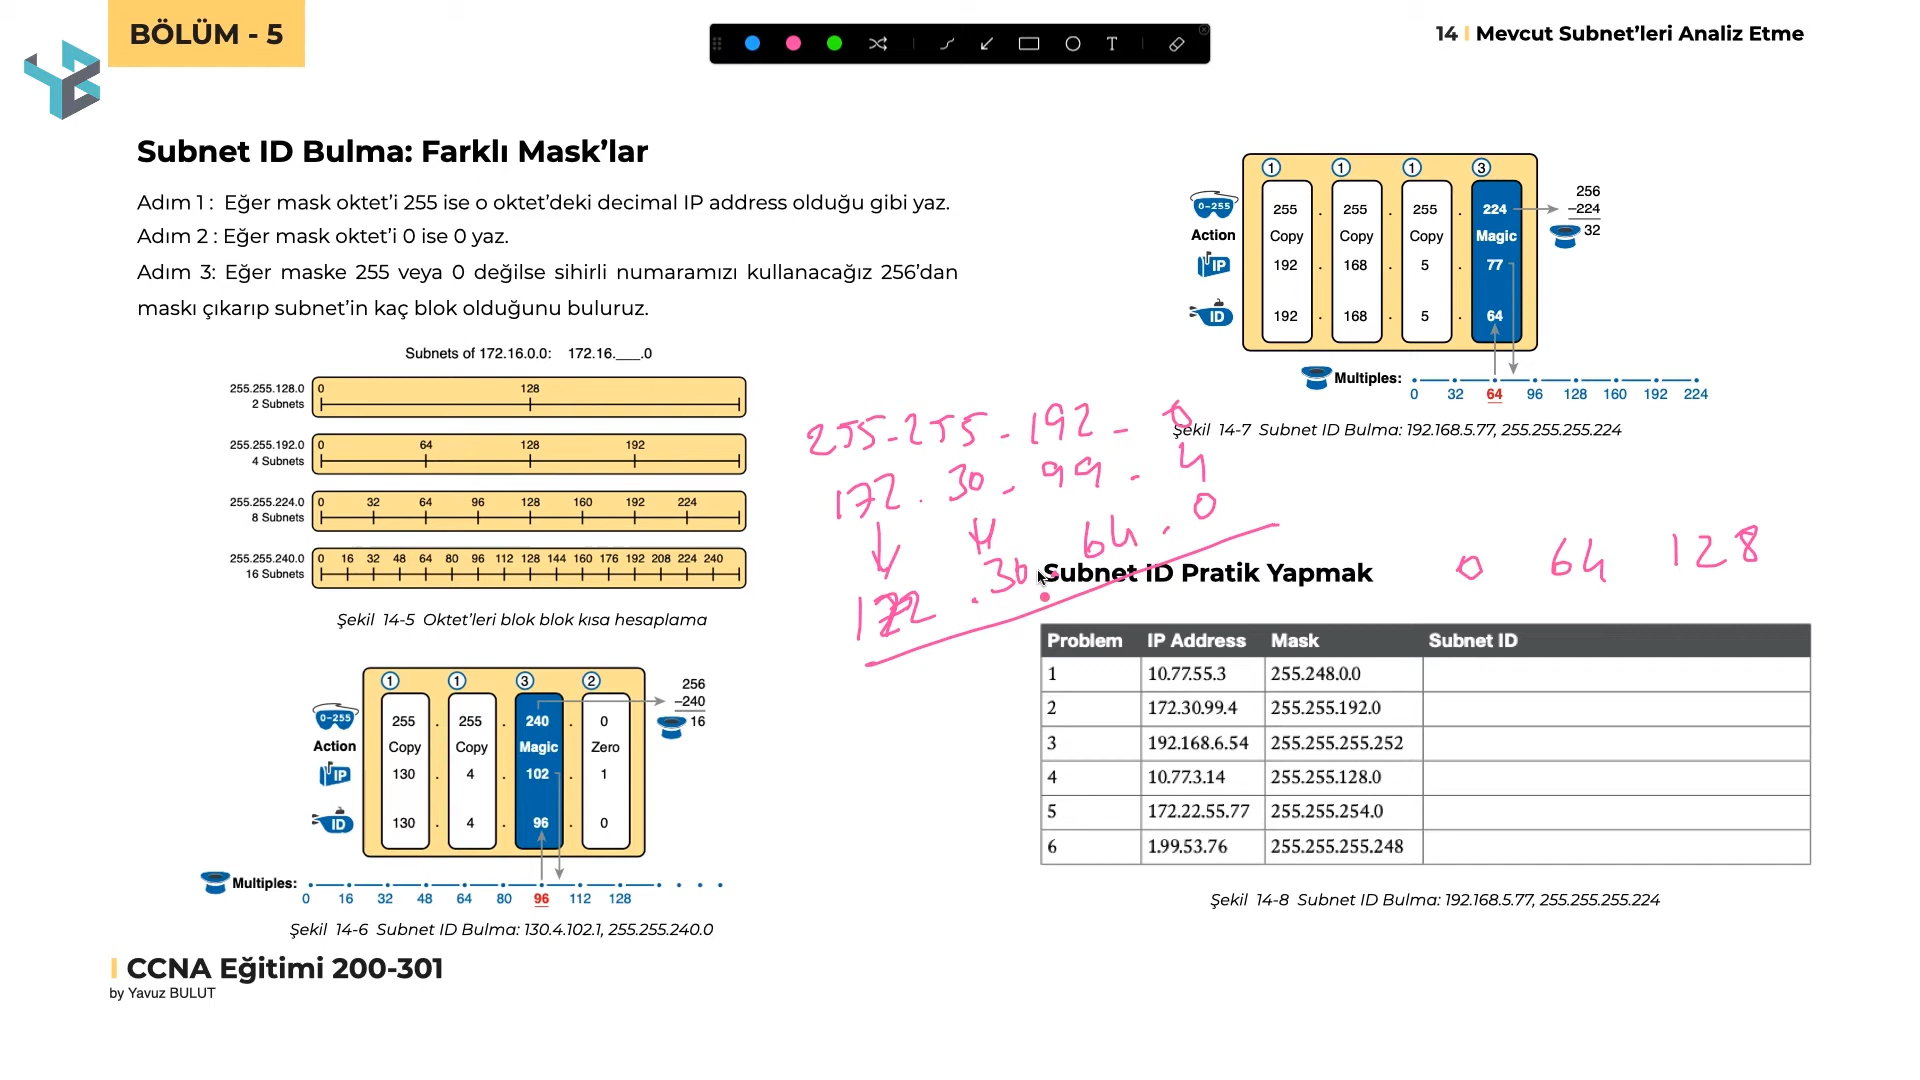 BÖLÜM - 5
14 | Mevcut Subnet'leri Analiz Etme
Subnet ID Bulma: Farklı Mask'lar
Adım 1 : Eğer mask oktet'i 255 ise o oktet'deki decimal IP address olduğu gibi yaz.
Adım 2 : Eğer mask oktet'i 0 ise 0 yaz.
Adım 3: Eğer maske 255 veya 0 değilse sihirli numaramızı kullanacağız 256'dan
maskı çıkarıp subnet'in kaç blok olduğunu buluruz.
Subnets of 172.16.0.0: 172.16.___.0
255.255.128.0
2 Subnets
0 128
255.255.192.0
4 Subnets
0 64 128 192
255.255.224.0
8 Subnets
0 32 64 96 128 160 192 224
255.255.240.0
16 Subnets
0 16 32 48 64 80 96 112 128 144 160 176 192 208 224 240
Şekil 14-5 Oktet'leri blok blok kısa hesaplama
1 1 3 2
256
−240
16
0-255
255 . 255 . 240 . 0
Action
Copy Copy Magic Zero
IP
130 . 4 . 102 . 1
ID
130 . 4 . 96 . 0
Multiples:
0 16 32 48 64 80 96 112 128
Şekil 14-6 Subnet ID Bulma: 130.4.102.1, 255.255.240.0
CCNA Eğitimi 200-301
by Yavuz BULUT
1 1 1 3
256
−224
32
0-255
255 . 255 . 255 . 224
Action
Copy Copy Copy Magic
IP
192 . 168 . 5 . 77
ID
192 . 168 . 5 . 64
Multiples:
0 32 64 96 128 160 192 224
Şekil 14-7 Subnet ID Bulma: 192.168.5.77, 255.255.255.224
255-255-192-0
172.30.99.4
172.30.64.0
0 64 128
Subnet ID Pratik Yapmak
Problem IP Address Mask Subnet ID
1 10.77.55.3 255.248.0.0
2 172.30.99.4 255.255.192.0
3 192.168.6.54 255.255.255.252
4 10.77.3.14 255.255.128.0
5 172.22.55.77 255.255.254.0
6 1.99.53.76 255.255.255.248
Şekil 14-8 Subnet ID Bulma: 192.168.5.77, 255.255.255.224
T